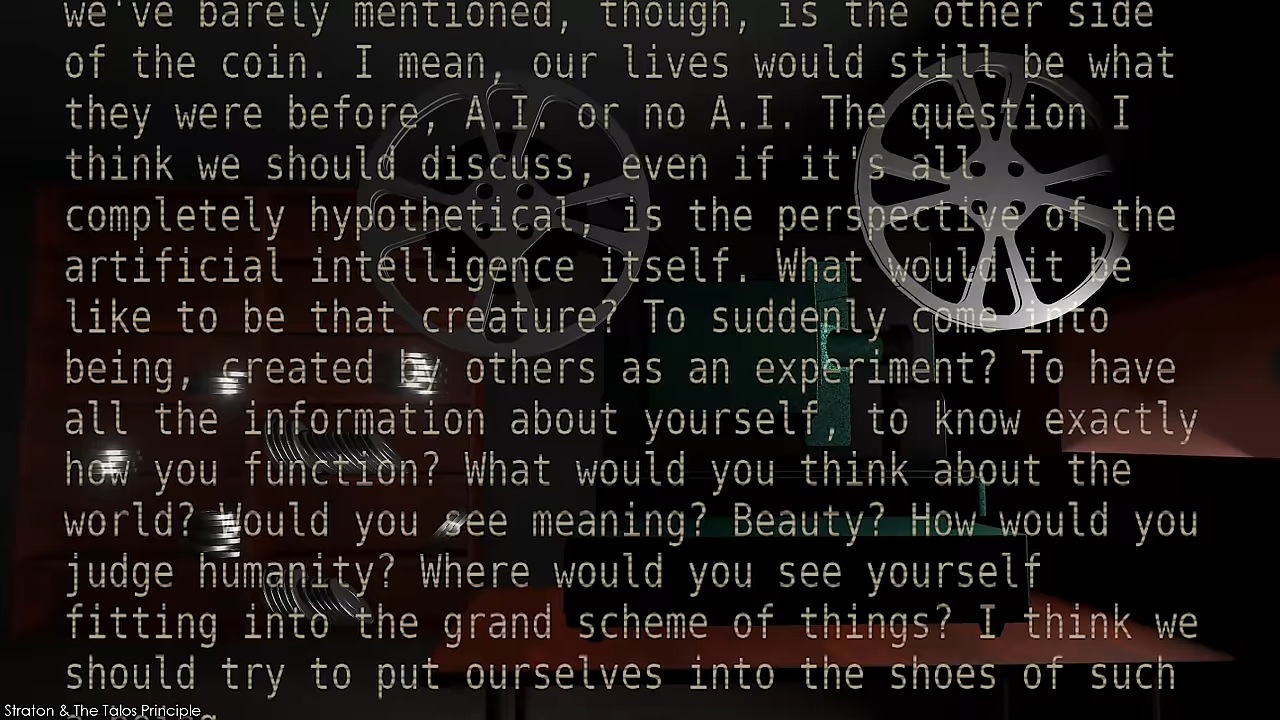 we've barely mentioned, though, is the other side
of the coin. I mean, our lives would still be what
they were before, A.I. or no A.I. The question I
think we should discuss, even if it's all
completely hypothetical, is the perspective of the
artificial intelligence itself. What would it be
like to be that creature? To suddenly come into
being, created by others as an experiment? To have
all the information about yourself, to know exactly
how you function? What would you think about the
world? Would you see meaning? Beauty? How would you
judge humanity? Where would you see yourself
fitting into the grand scheme of things? I think we
should try to put ourselves into the shoes of such
Straton & The Talos Principle